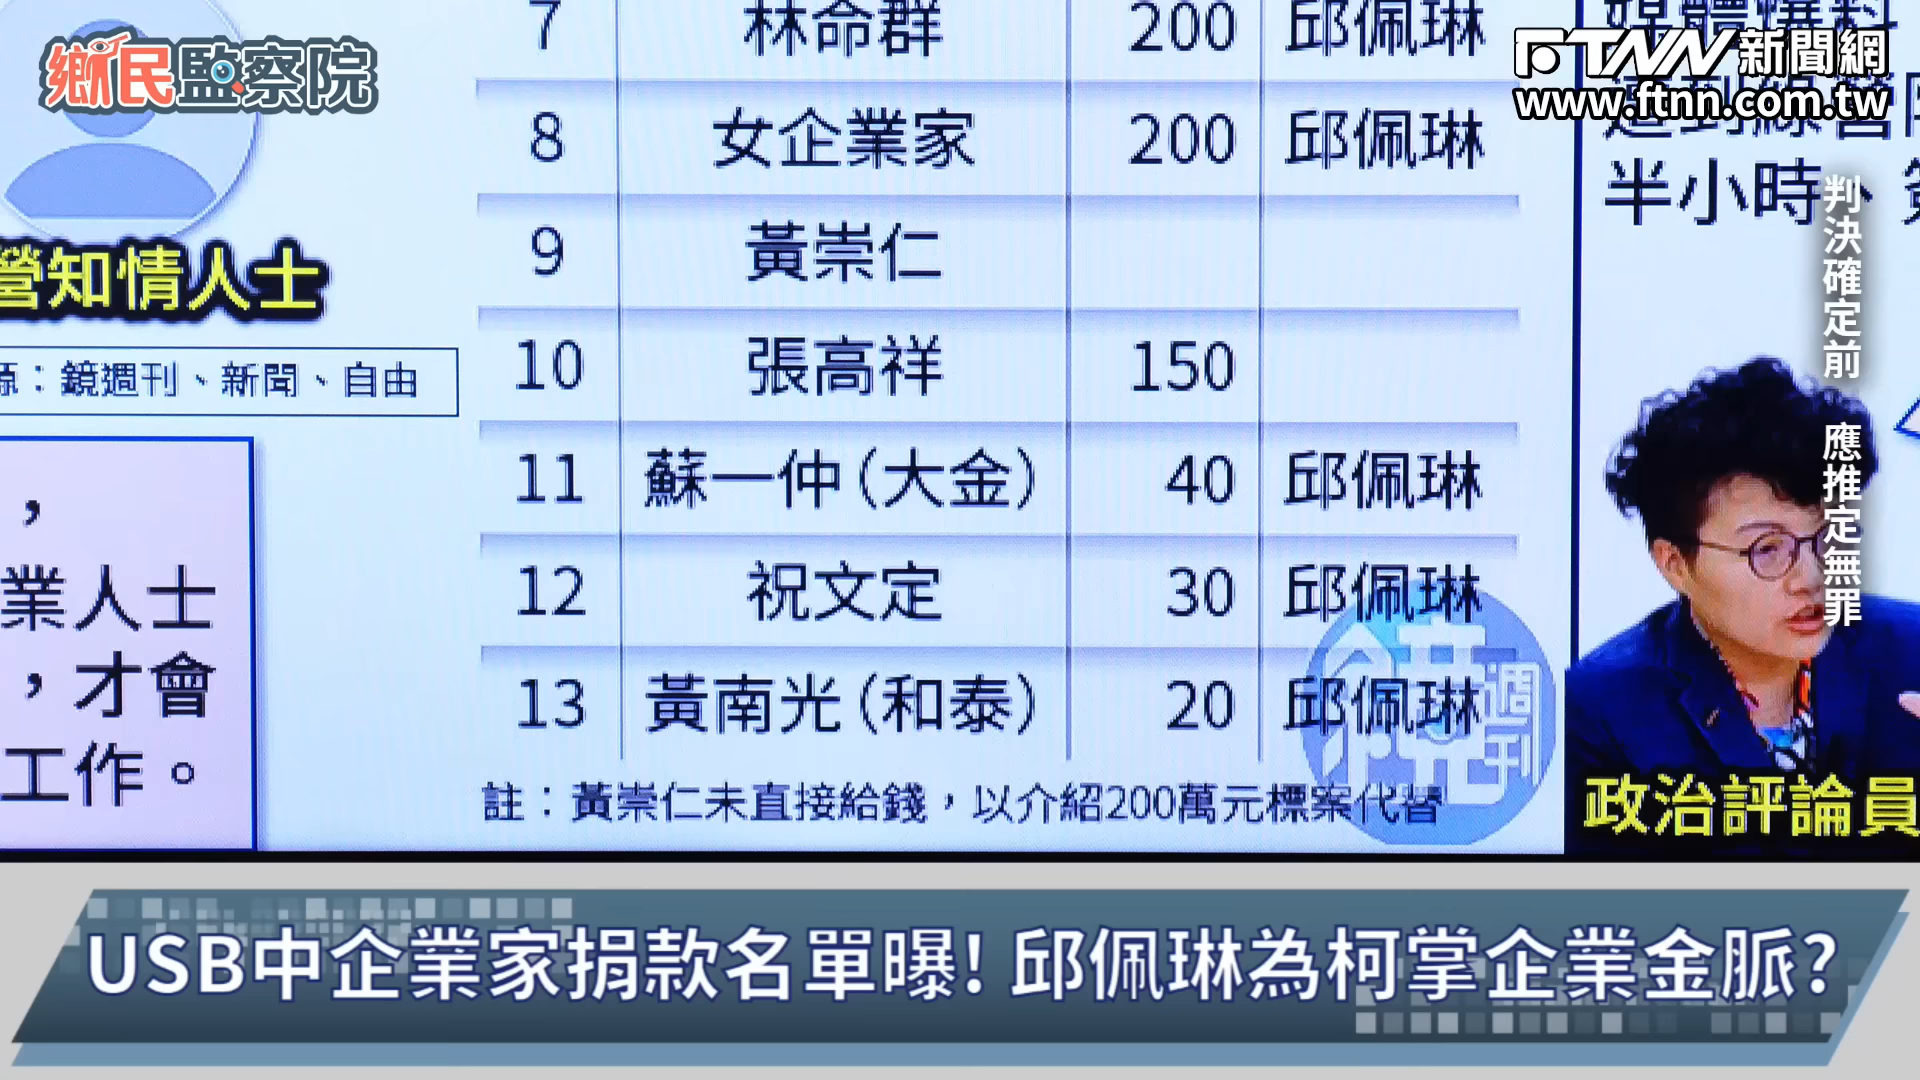 鄉民監察院
FTNN新聞網
www.ftnn.com.tw
7 林命群 200 邱佩琳
8 女企業家 200 邱佩琳
9 黃崇仁
10 張高祥 150
11 蘇一仲(大金) 40 邱佩琳
12 祝文定 30 邱佩琳
13 黃南光(和泰) 20 邱佩琳
註：黃崇仁未直接給錢，以介紹200萬元標案代替
鏡週刊
營知情人士
源：鏡週刊、新聞、自由
，
業人士
，才會
工作。
媒體爆料
半小時、
判決確定前 應推定無罪
政治評論員
USB中企業家捐款名單曝！邱佩琳為柯掌企業金脈？